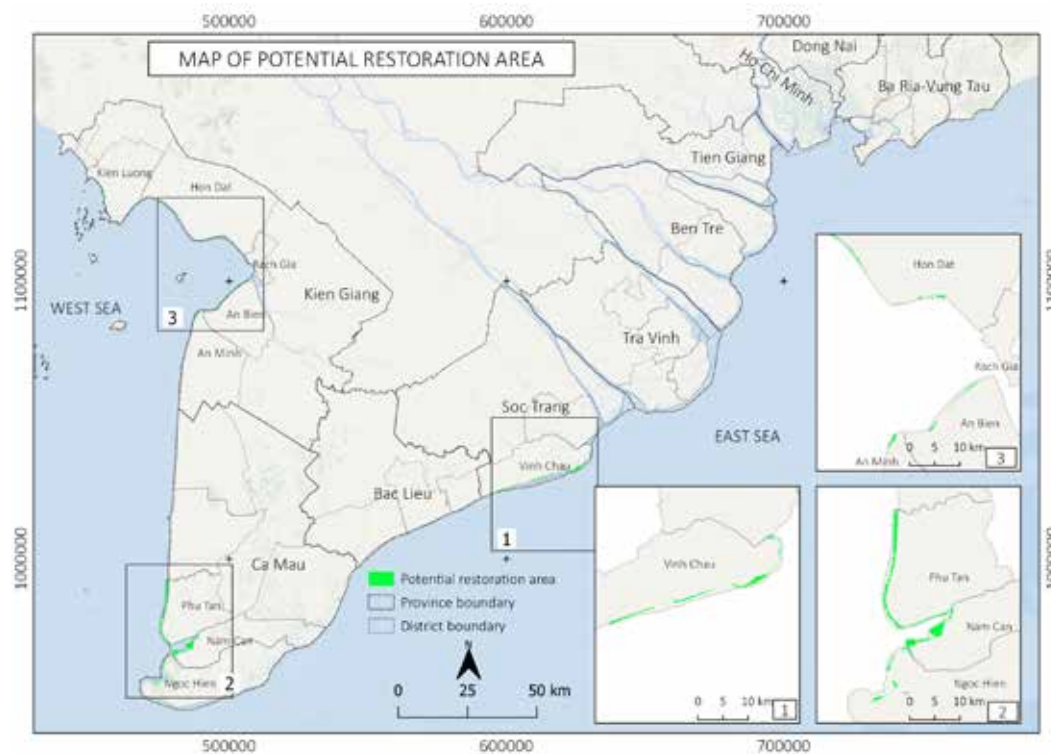 500000
600000
700000
MAP OF POTENTIAL RESTORATION AREA
Dong Nai
Ho Chi Minh
Ba Ria-Vung Tau
Tien Giang
Kien Luong
Hon Dat
Ben Tre
Rach Gia
1100000
1100000
WEST SEA
Kien Giang
3
An Bien
An Minh
Tra Vinh
Soc Trang
EAST SEA
Vinh Chau
Bac Lieu
1
1000000
1000000
Ca Mau
Phu Tan
Nam Can
Ngoc Hien
2
Potential restoration area
Province boundary
District boundary
N
0 25 50 km
Hon Dat
Rach Gia
An Bien
An Minh
0 5 10 km
3
Vinh Chau
0 5 10 km
1
Phu Tan
Nam Can
Ngoc Hien
0 5 10 km
2
500000
600000
700000